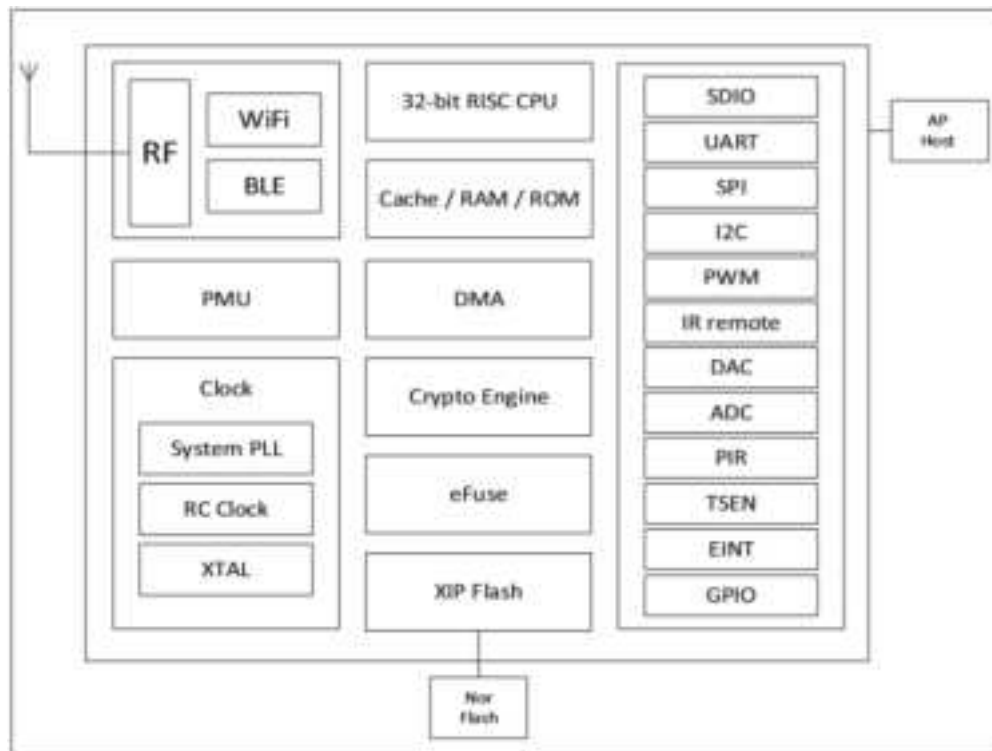 RF
WiFi
BLE
PMU
Clock
System PLL
RC Clock
XTAL
32-bit RISC CPU
Cache / RAM / ROM
DMA
Crypto Engine
eFuse
XIP Flash
SDIO
UART
SPI
I2C
PWM
IR remote
DAC
ADC
PIR
TSEN
EINT
GPIO
AP
Host
Nor
Flash